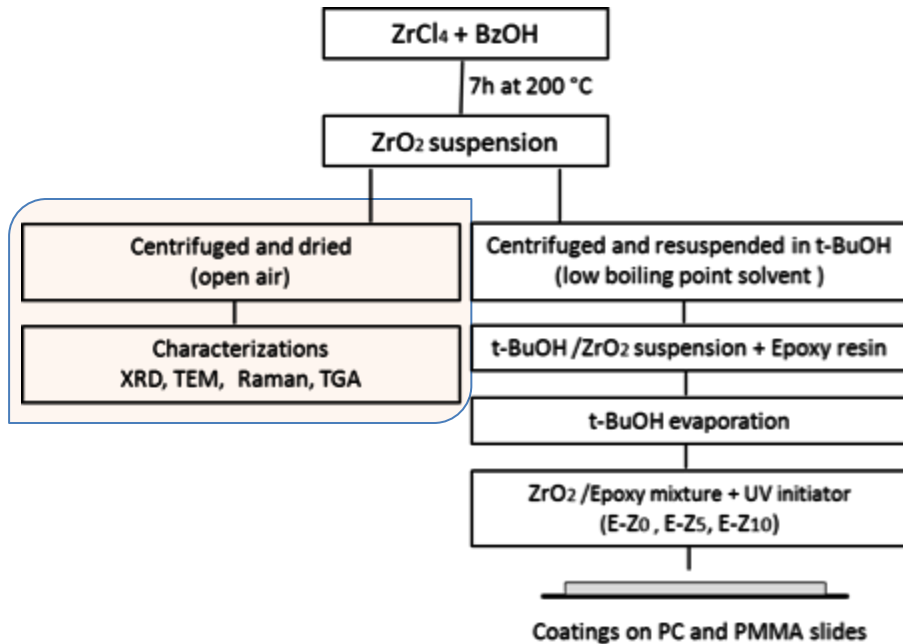 ZrCl4 + BzOH
7h at 200 °C
ZrO2 suspension
Centrifuged and dried
(open air)
Characterizations
XRD, TEM, Raman, TGA
Centrifuged and resuspended in t-BuOH
(low boiling point solvent )
t-BuOH /ZrO2 suspension + Epoxy resin
t-BuOH evaporation
ZrO2 /Epoxy mixture + UV initiator
(E-Z0 , E-Z5, E-Z10)
Coatings on PC and PMMA slides